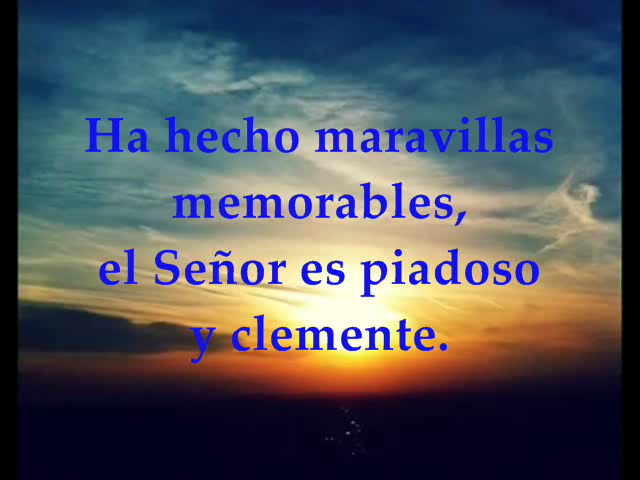 Ha hecho maravillas
memorables,
el Señor es piadoso
y clemente.